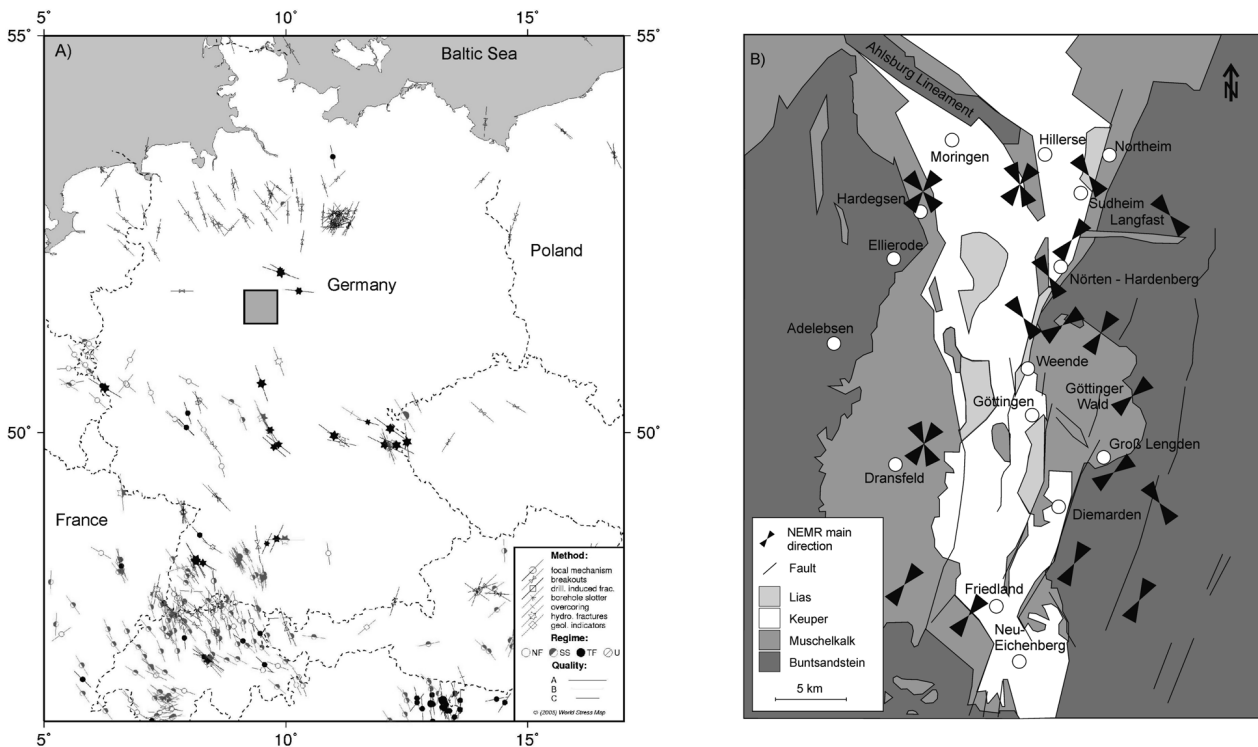 5°
10°
15°
55°
55°
A)
Baltic Sea
Poland
Germany
50°
50°
France
Method:
focal mechanism
breakouts
drill. induced frac.
borehole slotter
overcoring
hydro. fractures
geol. indicators
Regime:
NF SS TF U
Quality:
A
B
C
© (2005) World Stress Map
5°
10°
15°
B)
Ahlsburg Lineament
N
Moringen
Hillerse
Northeim
Hardegsen
Sudheim
Langfast
Ellierode
Nörten - Hardenberg
Adelebsen
Weende
Göttingen
Göttinger
Wald
Groß Lengden
Dransfeld
Diemarden
NEMR main
direction
Fault
Lias
Keuper
Muschelkalk
Buntsandstein
5 km
Friedland
Neu-
Eichenberg